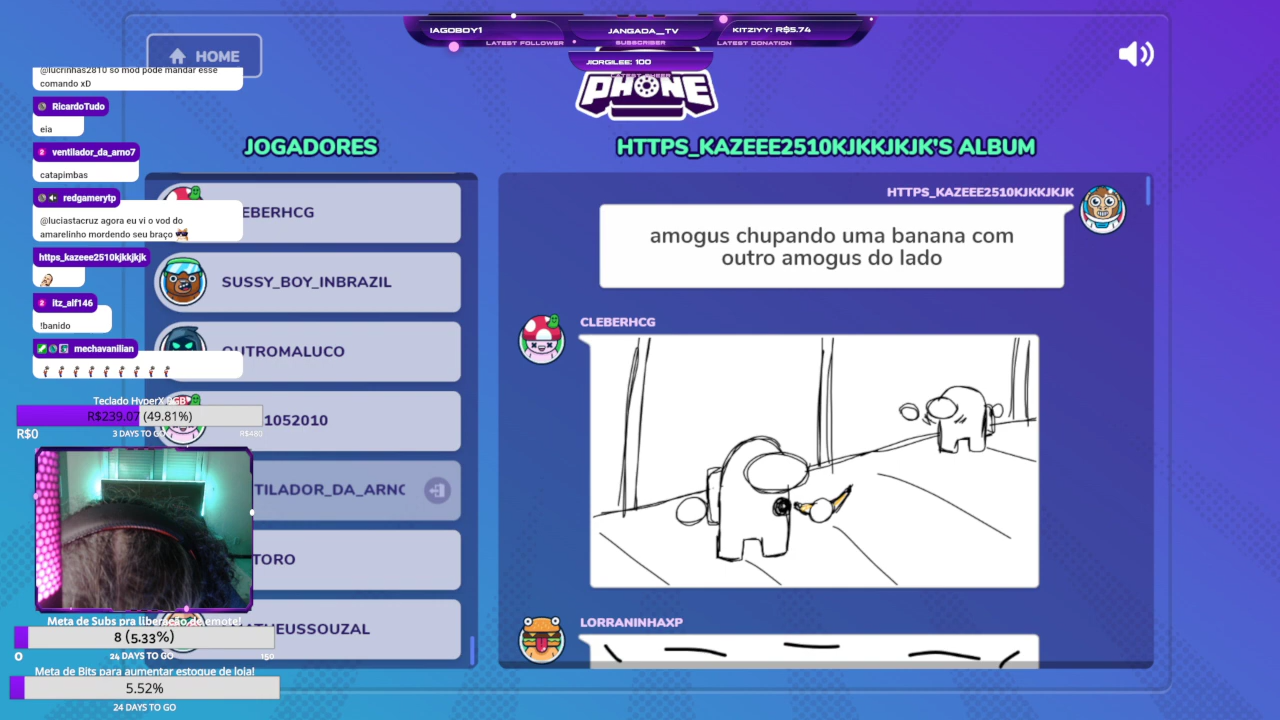 IAGOBOY1
LATEST FOLLOWER
JANGADA__TV
SUBSCRIBER
KITZIYY: R$5.74
LATEST DONATION
JIORGILEE: 100
LATEST CHEER
HOME
PHONE
@lucrinhas2810 so mod pode mandar esse
comando xD
RicardoTudo
eia
ventilador_da_arno7
catapimbas
redgamerytp
@luciastacruz agora eu vi o vod do
amarelinho mordendo seu braço
https_kazeee2510kjkkjkjk
itz_alf146
!banido
mechavanilian
Teclado HyperX RGB
R$239.07 (49.81%)
R$0
3 DAYS TO GO
R$480
Meta de Subs pra liberação de emote!
8 (5.33%)
0
24 DAYS TO GO
150
Meta de Bits para aumentar estoque de loja!
5.52%
24 DAYS TO GO
JOGADORES
EBERHCG
SUSSY_BOY_INBRAZIL
OUTROMALUCO
1052010
TILADOR_DA_ARNO
TORO
ATHEUSSOUZAL
HTTPS_KAZEEE2510KJKKJKJK'S ALBUM
HTTPS_KAZEEE2510KJKKJKJK
amogus chupando uma banana com
outro amogus do lado
CLEBERHCG
LORRANINHAXP